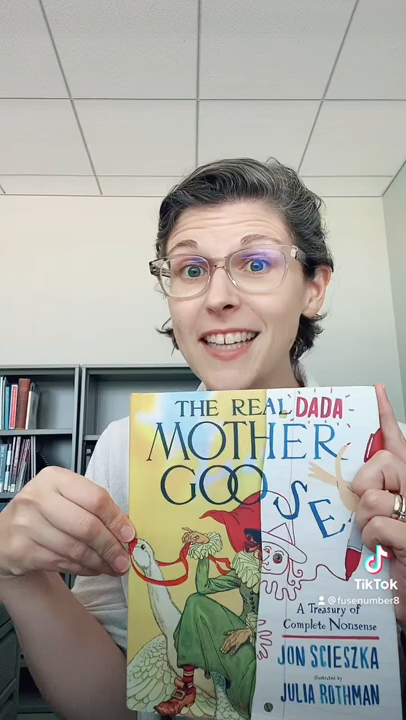 THE REAL DADA-
MOTHER
GOOSE
A Treasury of
Complete Nonsense
JON SCIESZKA
illustrated by
JULIA ROTHMAN
TikTok
@fusenumber8